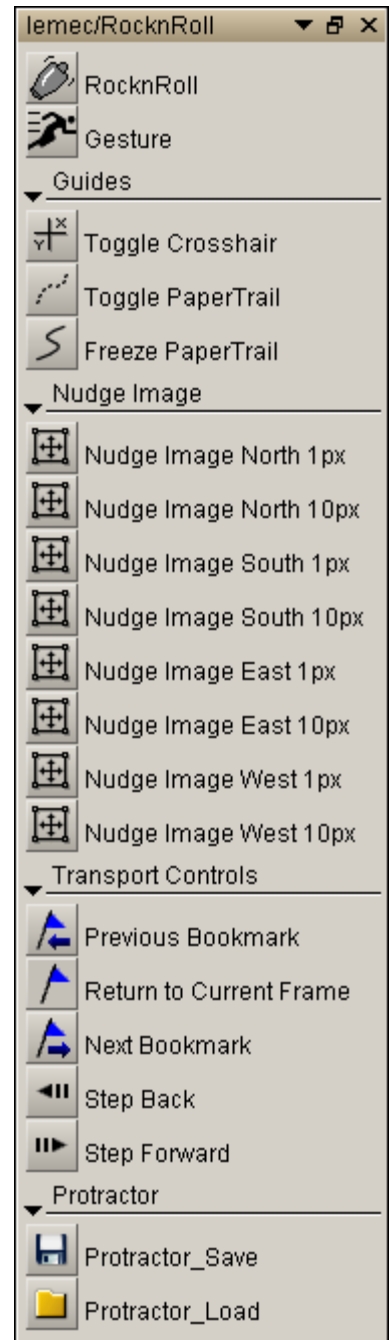 lemec/RocknRoll
RocknRoll
Gesture
Guides
X
Y
Toggle Crosshair
Toggle PaperTrail
Freeze PaperTrail
Nudge Image
Nudge Image North 1px
Nudge Image North 10px
Nudge Image South 1px
Nudge Image South 10px
Nudge Image East 1px
Nudge Image East 10px
Nudge Image West 1px
Nudge Image West 10px
Transport Controls
Previous Bookmark
Return to Current Frame
Next Bookmark
Step Back
Step Forward
Protractor
Protractor_Save
Protractor_Load